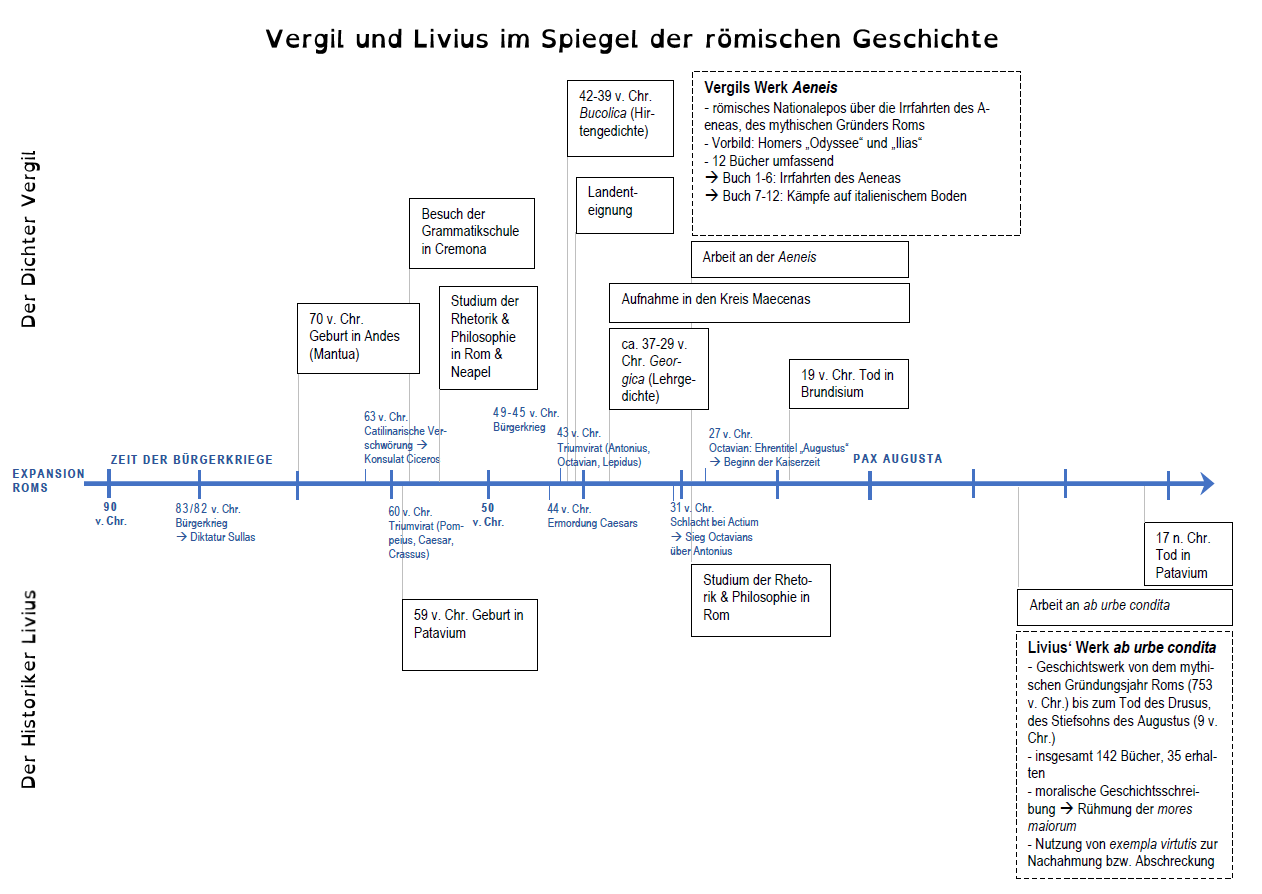 Vergil und Livius im Spiegel der römischen Geschichte
Der Dichter Vergil
42-39 v. Chr.
Bucolica (Hir-
tengedichte)
Vergils Werk Aeneis
- römisches Nationalepos über die Irrfahrten des A-
eneas, des mythischen Gründers Roms
- Vorbild: Homers „Odyssee“ und „Ilias“
- 12 Bücher umfassend
→ Buch 1-6: Irrfahrten des Aeneas
→ Buch 7-12: Kämpfe auf italienischem Boden
Landent-
eignung
Besuch der
Grammatikschule
in Cremona
Arbeit an der Aeneis
Aufnahme in den Kreis Maecenas
Studium der
Rhetorik &
Philosophie
in Rom &
Neapel
70 v. Chr.
Geburt in Andes
(Mantua)
ca. 37-29 v.
Chr. Geor-
gica (Lehrge-
dichte)
19 v. Chr. Tod in
Brundisium
63 v. Chr.
Catilinarische Ver-
schwörung →
Konsulat Ciceros
49-45 v. Chr.
Bürgerkrieg
43 v. Chr.
Triumvirat (Antonius,
Octavian, Lepidus)
27 v. Chr.
Octavian: Ehrentitel „Augustus“
→ Beginn der Kaiserzeit
ZEIT DER BÜRGERKRIEGE
PAX AUGUSTA
EXPANSION
ROMS
90
v. Chr.
83/82 v. Chr.
Bürgerkrieg
→ Diktatur Sullas
60 v. Chr.
Triumvirat (Pom-
peius, Caesar,
Crassus)
50
v. Chr.
44 v. Chr.
Ermordung Caesars
31 v. Chr.
Schlacht bei Actium
→ Sieg Octavians
über Antonius
Der Historiker Livius
59 v. Chr. Geburt in
Patavium
Studium der Rheto-
rik & Philosophie in
Rom
17 n. Chr.
Tod in
Patavium
Arbeit an ab urbe condita
Livius‘ Werk ab urbe condita
- Geschichtswerk von dem mythi-
schen Gründungsjahr Roms (753
v. Chr.) bis zum Tod des Drusus,
des Stiefsohns des Augustus (9 v.
Chr.)
- insgesamt 142 Bücher, 35 erhal-
ten
- moralische Geschichtsschrei-
bung → Rühmung der mores
maiorum
- Nutzung von exempla virtutis zur
Nachahmung bzw. Abschreckung